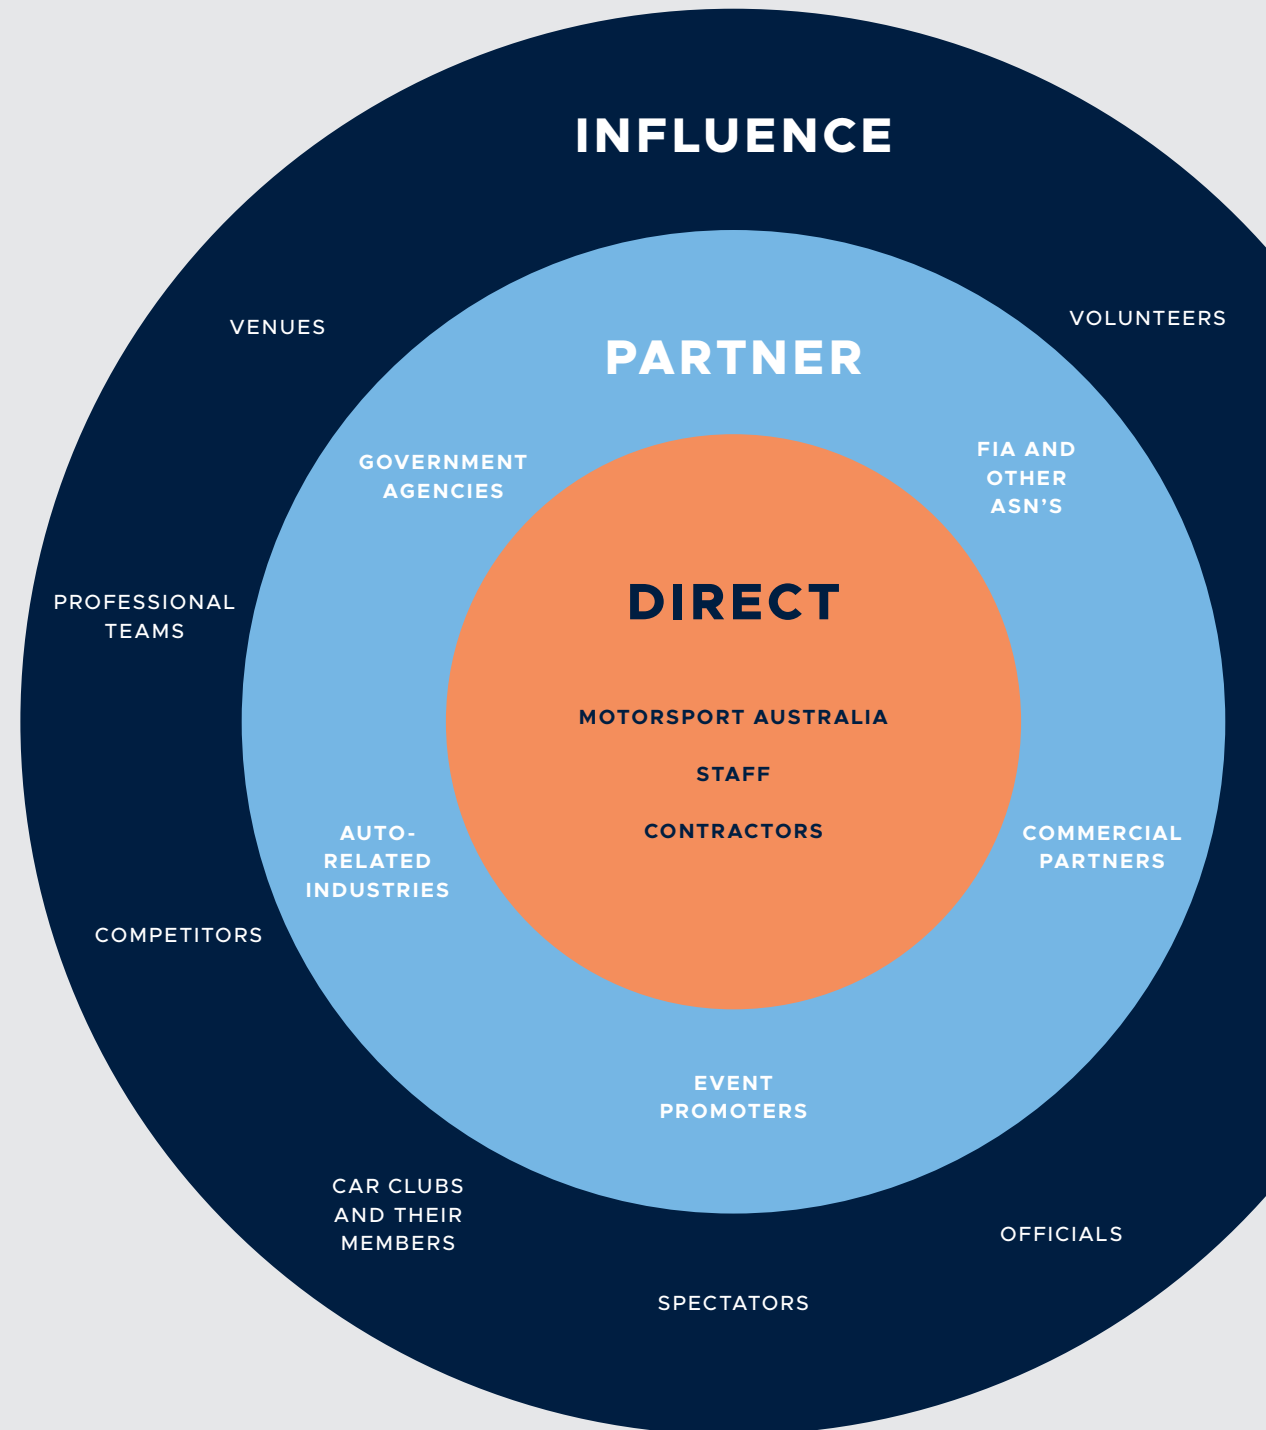 INFLUENCE
VENUES
VOLUNTEERS
PARTNER
GOVERNMENT
AGENCIES
FIA AND
OTHER
ASN’S
PROFESSIONAL
TEAMS
DIRECT
MOTORSPORT AUSTRALIA
STAFF
CONTRACTORS
AUTO-
RELATED
INDUSTRIES
COMMERCIAL
PARTNERS
COMPETITORS
EVENT
PROMOTERS
CAR CLUBS
AND THEIR
MEMBERS
OFFICIALS
SPECTATORS